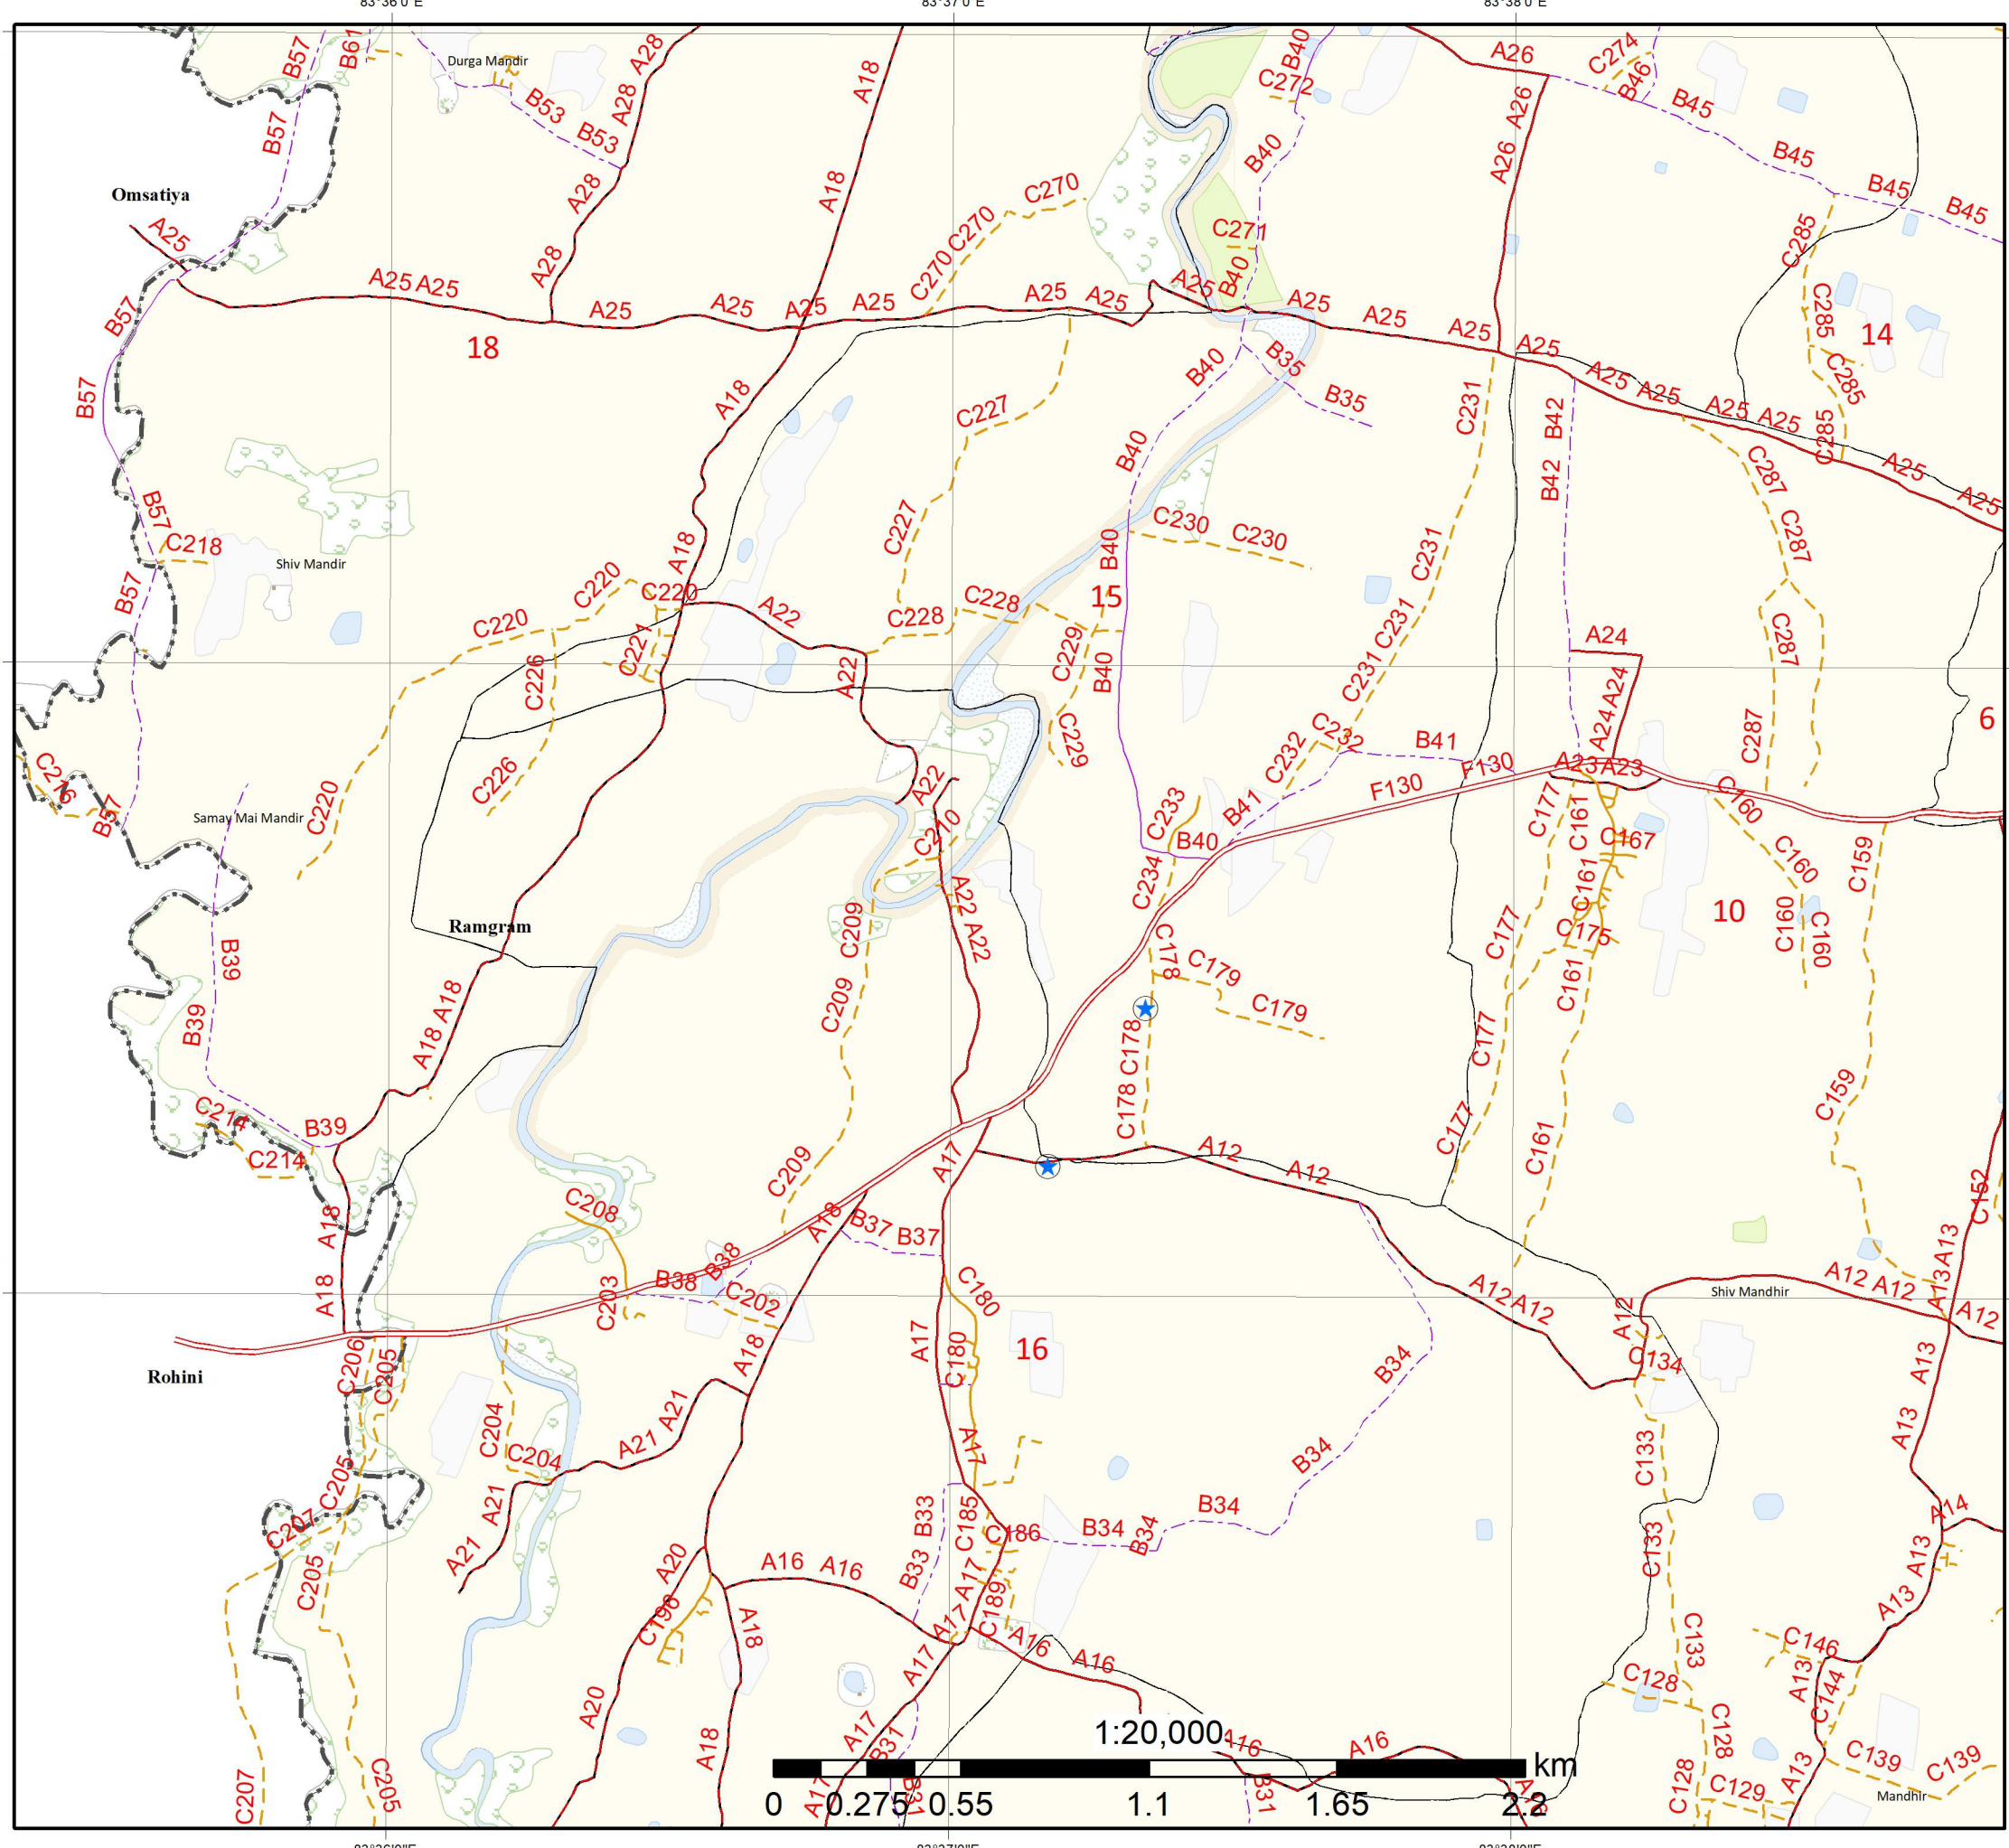 83°36'0"E
83°37'0"E
83°38'0"E
B57
B61
Durga Mandir
A28
A18
B40
A26
C274
C272
B46
B45
B57
B53
B53
A28
A26
B45
B40
A26
B45
Omsatiya
A28
A18
C270
B45
B45
A25
C270
C271
C285
A28
C270
B40
A25
A25
A25
A25
A25
A25
A25
A25
A25
A25
A25
A25
A25
A25
C285
14
B57
18
B35
B40
A25
A25
C285
B57
A18
C227
B35
C231
B42
A25
A25
C285
B40
A25
B42
C287
A25
B57
C227
C230
C230
C287
C218
A18
B40
C231
Shiv Mandir
B57
C220
C220
15
A22
C228
C228
C231
A24
C220
C221
C229
C287
C226
A22
B40
C231
A24
6
C229
C232
C232
B41
A24
C287
C216
C226
A22
F130
F130
A23
A23
C220
B57
Samay Mai Mandir
C233
B41
C177
C161
C160
C210
B40
C167
C160
C159
C234
C161
Ramgram
A22
A22
C209
10
C160
C160
B39
C177
C175
C178
C179
C161
A18
C209
C179
B39
A18
C178
C177
C178
C159
C214
B39
C177
C161
C214
A17
A12
A12
C209
C152
C208
A18
A18
B37
B37
A13
B38
B38
A12
A12
A12
A12
A18
C203
C202
C180
A12
Shiv Mandhir
A13
A12
A17
C180
16
C134
A13
Rohini
C206
C205
A18
B34
A21
C204
A21
A17
B34
C133
A13
C204
C205
A21
B33
C185
B34
B34
B34
A14
C207
C186
C133
A13
A21
A20
A16
A16
B33
A17
C205
C189
A13
C196
A18
A17
A16
A16
C133
C146
A17
C128
A13
C144
A20
A18
A17
B31
1:20,000
A16
A16
C128
km
C139
C139
C207
C205
A17
B31
B31
C128
C129
A13
Mandhir
0 0.275 0.55 1.1 1.65 2.2